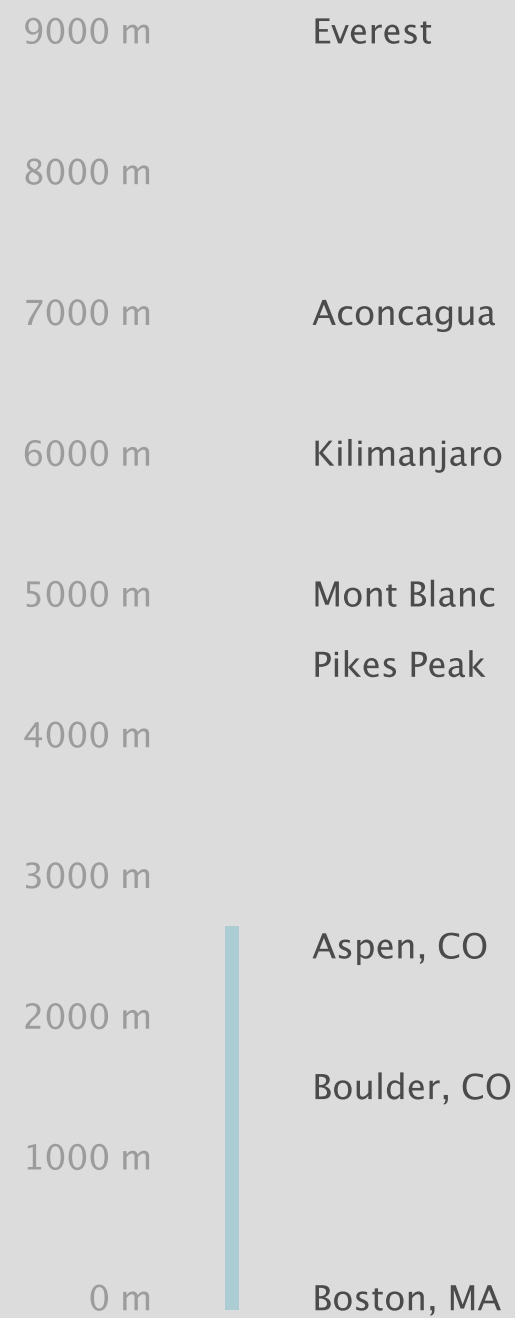 9000 m Everest
8000 m
7000 m Aconcagua
6000 m Kilimanjaro
5000 m Mont Blanc
Pikes Peak
4000 m
3000 m
Aspen, CO
2000 m
Boulder, CO
1000 m
0 m Boston, MA